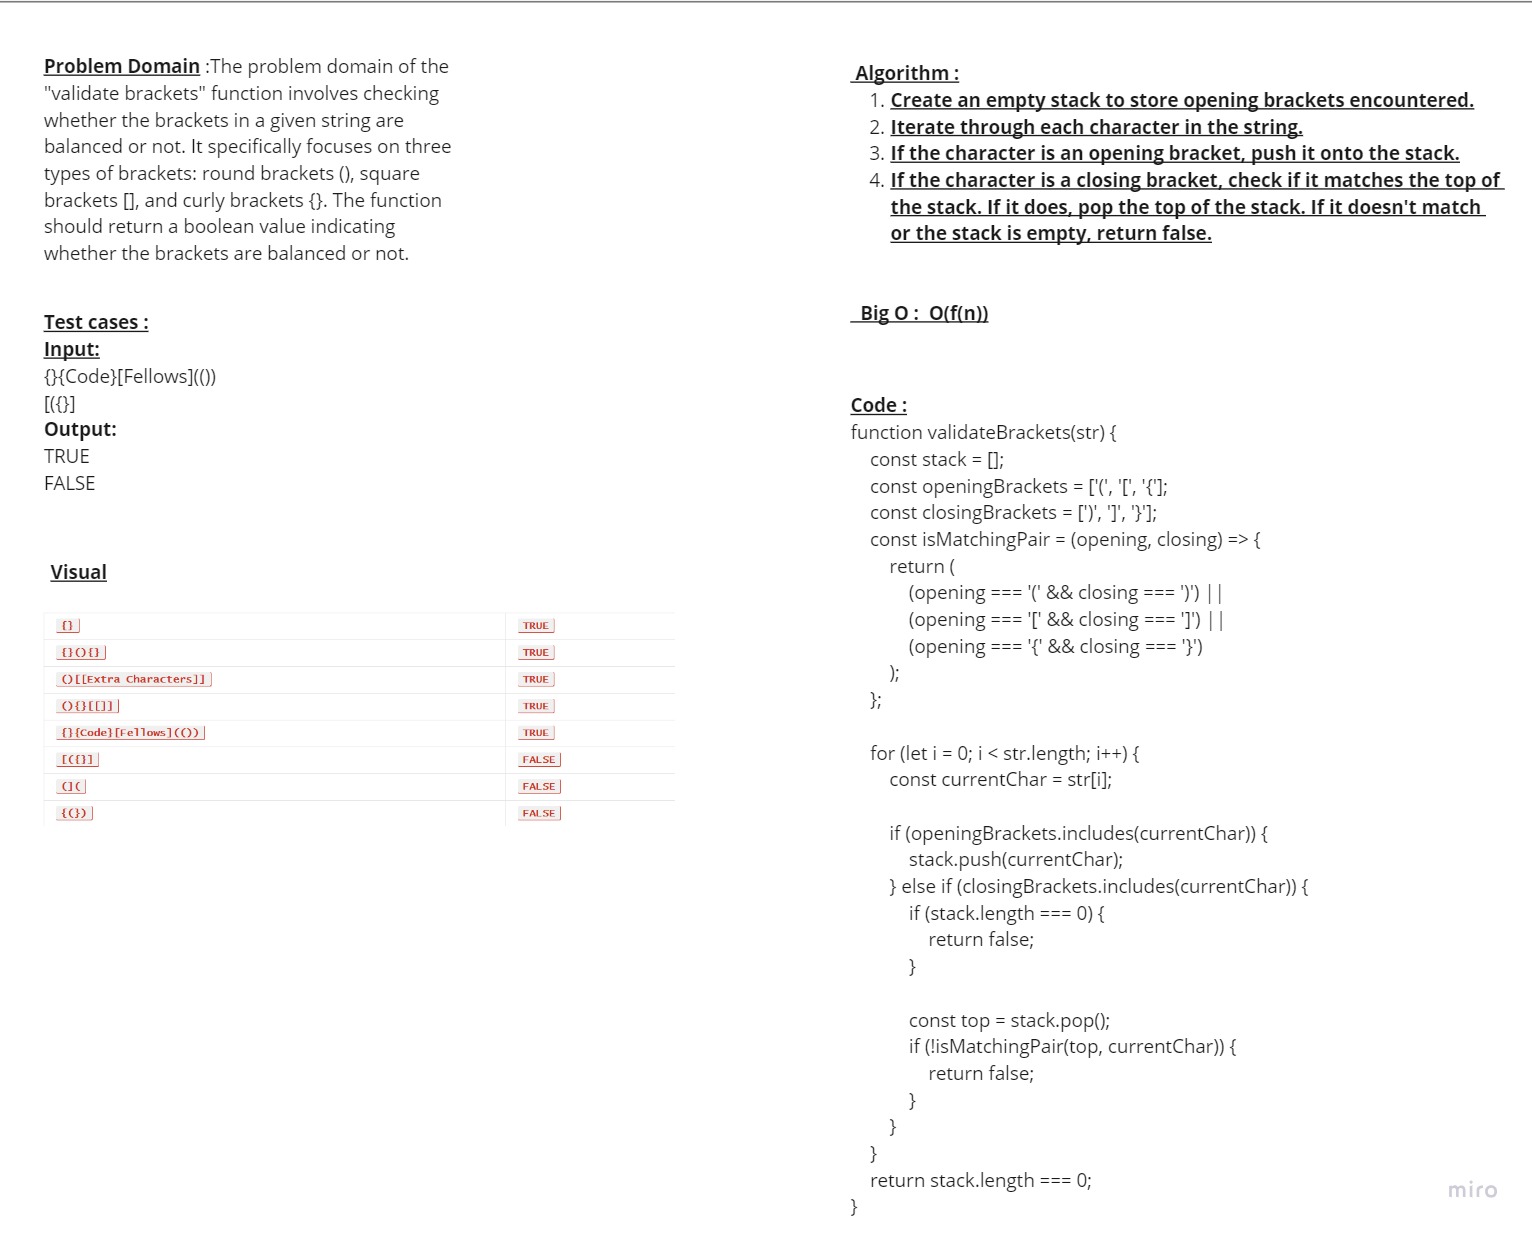 Problem Domain :The problem domain of the
"validate brackets" function involves checking
whether the brackets in a given string are
balanced or not. It specifically focuses on three
types of brackets: round brackets (), square
brackets [], and curly brackets {}. The function
should return a boolean value indicating
whether the brackets are balanced or not.
Test cases :
Input:
{}{Code}[Fellows](())
[({}]
Output:
TRUE
FALSE
Visual
{} TRUE
{}(){} TRUE
()[[Extra Characters]] TRUE
(){}[[]] TRUE
{}{Code}[Fellows](()) TRUE
[({}] FALSE
(]( FALSE
{(}) FALSE
Algorithm :
1. Create an empty stack to store opening brackets encountered.
2. Iterate through each character in the string.
3. If the character is an opening bracket, push it onto the stack.
4. If the character is a closing bracket, check if it matches the top of
the stack. If it does, pop the top of the stack. If it doesn't match
or the stack is empty, return false.
Big O : O(f(n))
Code :
function validateBrackets(str) {
const stack = [];
const openingBrackets = ['(', '[', '{'];
const closingBrackets = [')', ']', '}'];
const isMatchingPair = (opening, closing) => {
return (
(opening === '(' && closing === ')') ||
(opening === '[' && closing === ']') ||
(opening === '{' && closing === '}')
);
};
for (let i = 0; i < str.length; i++) {
const currentChar = str[i];
if (openingBrackets.includes(currentChar)) {
stack.push(currentChar);
} else if (closingBrackets.includes(currentChar)) {
if (stack.length === 0) {
return false;
}
const top = stack.pop();
if (!isMatchingPair(top, currentChar)) {
return false;
}
}
}
return stack.length === 0;
}
miro